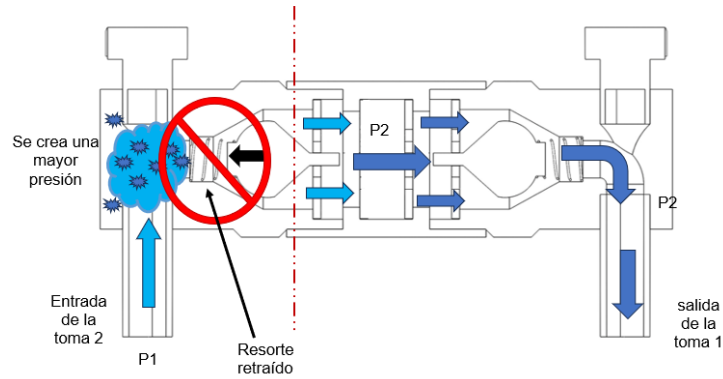 Se crea una
mayor
presión
P2
P2
Entrada
de la
toma 2
P1
Resorte
retraído
salida
de la
toma 1